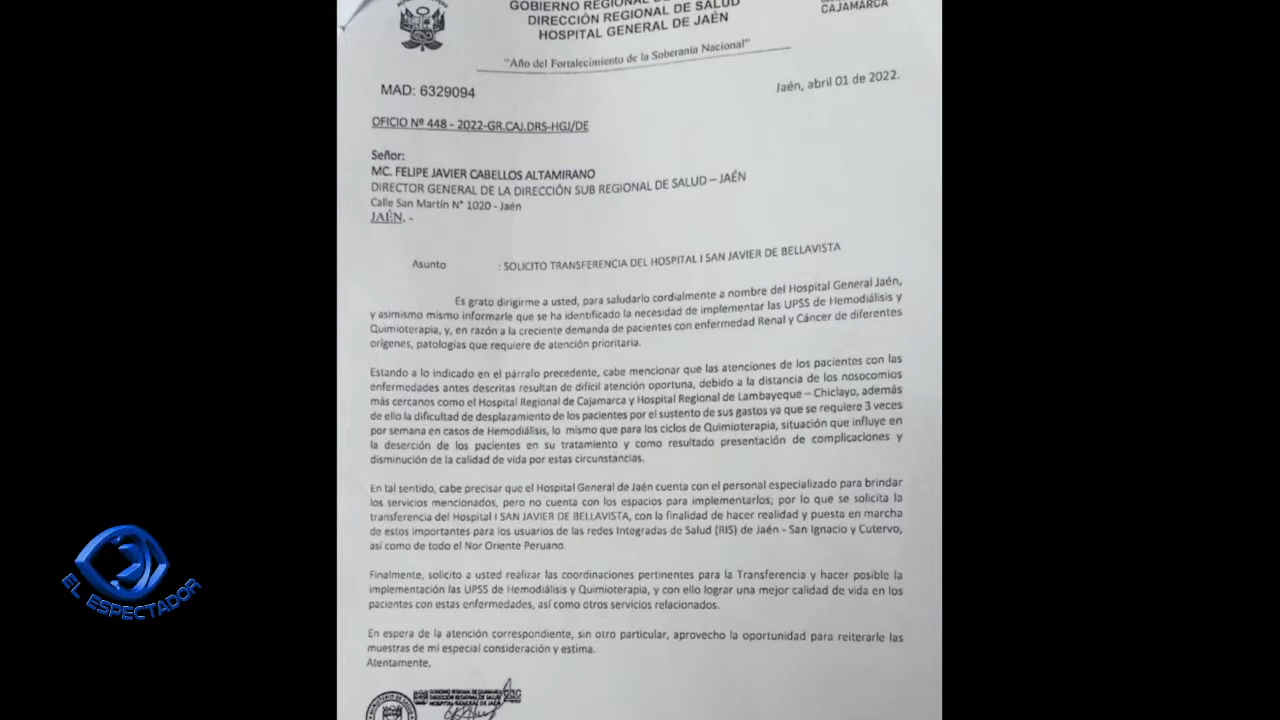 GOBIERNO REGIONAL DE
DIRECCIÓN REGIONAL DE SALUD
HOSPITAL GENERAL DE JAÉN
CAJAMARCA
"Año del Fortalecimiento de la Soberanía Nacional"
Jaén, abril 01 de 2022.
MAD: 6329094
OFICIO Nº 448 - 2022-GR.CAJ.DRS-HGJ/DE
Señor:
MC. FELIPE JAVIER CABELLOS ALTAMIRANO
DIRECTOR GENERAL DE LA DIRECCIÓN SUB REGIONAL DE SALUD – JAÉN
Calle San Martín N° 1020 - Jaén
JAÉN. -
Asunto : SOLICITO TRANSFERENCIA DEL HOSPITAL I SAN JAVIER DE BELLAVISTA
Es grato dirigirme a usted, para saludarlo cordialmente a nombre del Hospital General Jaén,
y asimismo mismo informarle que se ha identificado la necesidad de implementar las UPSS de Hemodiálisis y
Quimioterapia, y, en razón a la creciente demanda de pacientes con enfermedad Renal y Cáncer de diferentes
orígenes, patologías que requiere de atención prioritaria.
Estando a lo indicado en el párrafo precedente, cabe mencionar que las atenciones de los pacientes con las
enfermedades antes descritas resultan de difícil atención oportuna, debido a la distancia de los nosocomios
más cercanos como el Hospital Regional de Cajamarca y Hospital Regional de Lambayeque – Chiclayo, además
de ello la dificultad de desplazamiento de los pacientes por el sustento de sus gastos ya que se requiere 3 veces
por semana en casos de Hemodiálisis, lo mismo que para los ciclos de Quimioterapia, situación que influye en
la deserción de los pacientes en su tratamiento y como resultado presentación de complicaciones y
disminución de la calidad de vida por estas circunstancias.
En tal sentido, cabe precisar que el Hospital General de Jaén cuenta con el personal especializado para brindar
los servicios mencionados, pero no cuenta con los espacios para implementarlos; por lo que se solicita la
transferencia del Hospital I SAN JAVIER DE BELLAVISTA, con la finalidad de hacer realidad y puesta en marcha
de estos importantes para los usuarios de las redes Integradas de Salud (RIS) de Jaén - San Ignacio y Cutervo,
así como de todo el Nor Oriente Peruano.
Finalmente, solicito a usted realizar las coordinaciones pertinentes para la Transferencia y hacer posible la
implementación las UPSS de Hemodiálisis y Quimioterapia, y con ello lograr una mejor calidad de vida en los
pacientes con estas enfermedades, así como otros servicios relacionados.
En espera de la atención correspondiente, sin otro particular, aprovecho la oportunidad para reiterarle las
muestras de mi especial consideración y estima.
Atentamente,
GOBIERNO REGIONAL DE CAJAMARCA
DIRECCIÓN REGIONAL DE SALUD
HOSPITAL GENERAL DE JAÉN
EL ESPECTADOR